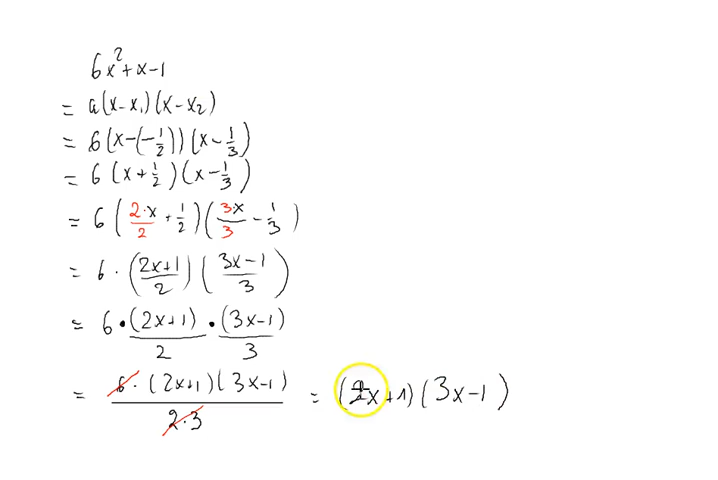 6x²+x-1
= a(x-x₁)(x-x₂)
= 6(x-(-1/2))(x-1/3)
= 6(x+1/2)(x-1/3)
= 6(2·x/2+1/2)(3·x/3-1/3)
= 6·(2x+1/2)(3x-1/3)
= 6·(2x+1)/2·(3x-1)/3
= 6·(2x+1)(3x-1)/2·3 = (2x+1)(3x-1)